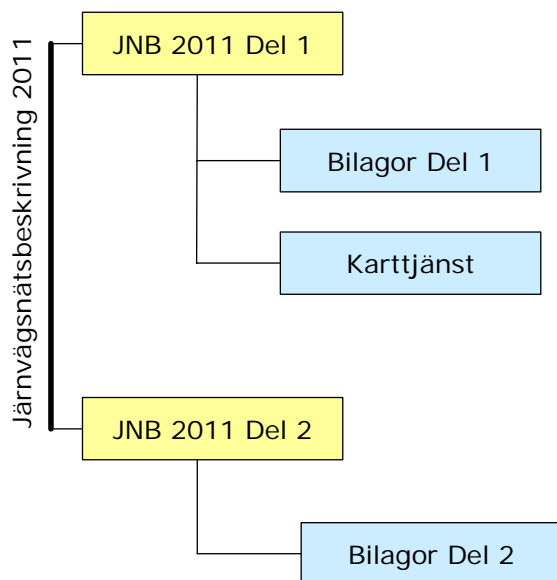 Järnvägsnätsbeskrivning 2011
JNB 2011 Del 1
Bilagor Del 1
Karttjänst
JNB 2011 Del 2
Bilagor Del 2